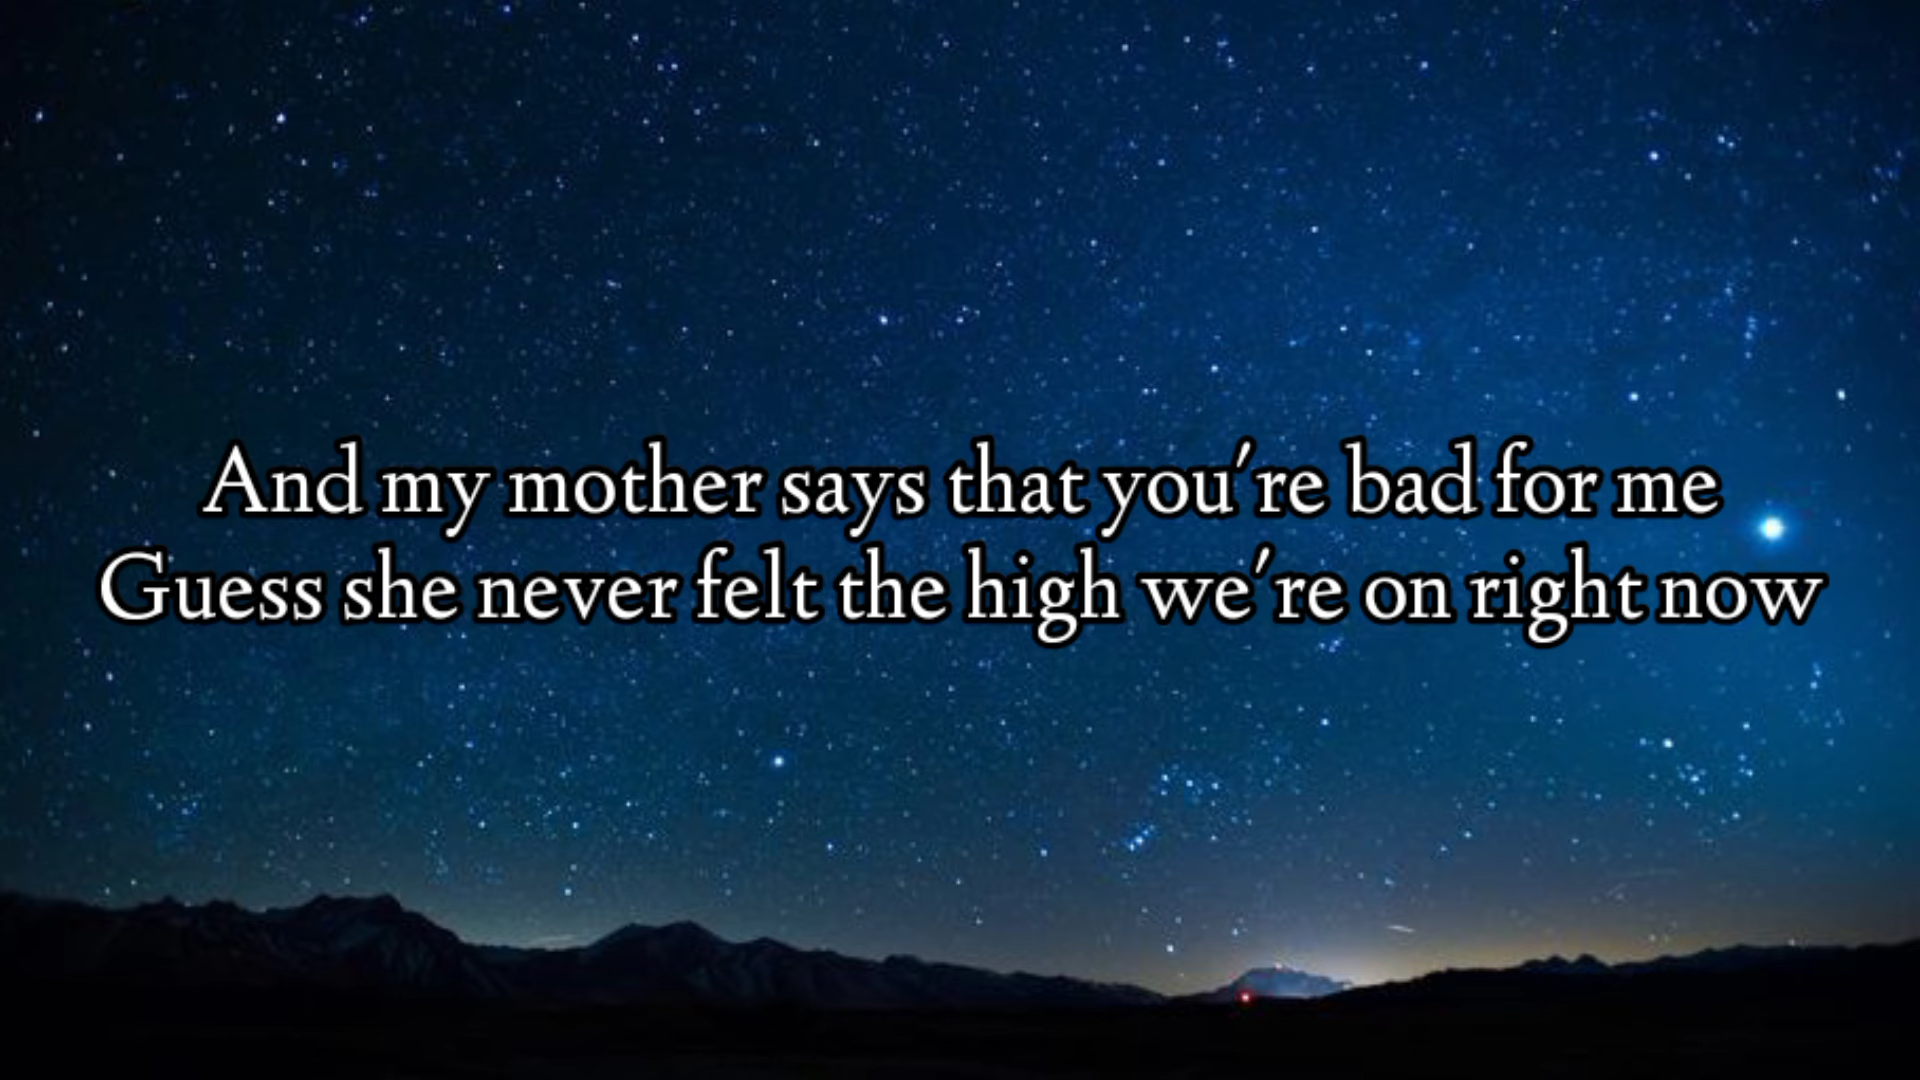 And my mother says that you're bad for me
Guess she never felt the high we're on right now